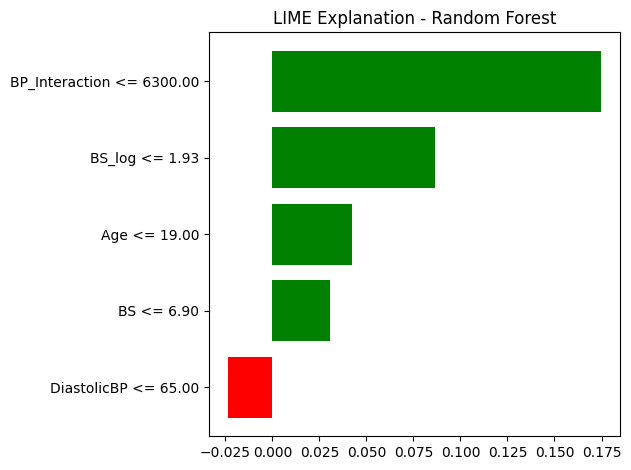 LIME Explanation - Random Forest
BP_Interaction <= 6300.00
BS_log <= 1.93
Age <= 19.00
BS <= 6.90
DiastolicBP <= 65.00
−0.025 0.000 0.025 0.050 0.075 0.100 0.125 0.150 0.175